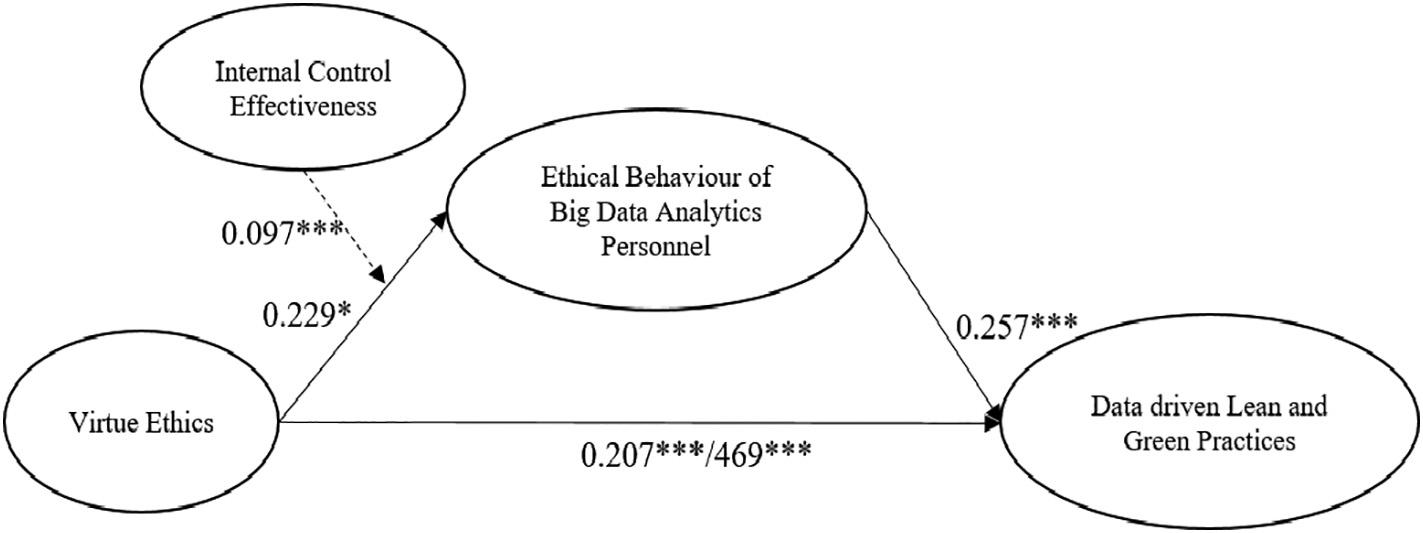 Internal Control
Effectiveness
Ethical Behaviour of
Big Data Analytics
Personnel
0.097***
0.229*
0.257***
Virtue Ethics
Data driven Lean and
Green Practices
0.207***/469***